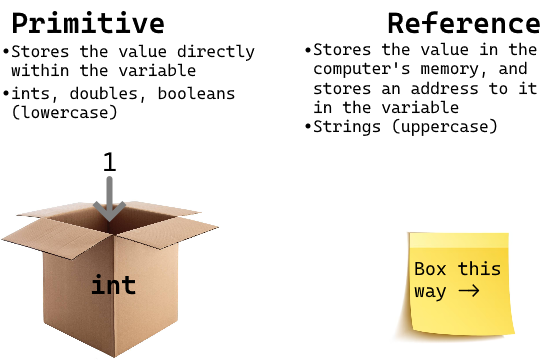 Primitive
•Stores the value directly
within the variable
•ints, doubles, booleans
(lowercase)
1
int
Reference
•Stores the value in the
computer's memory, and
stores an address to it
in the variable
•Strings (uppercase)
Box this
way →